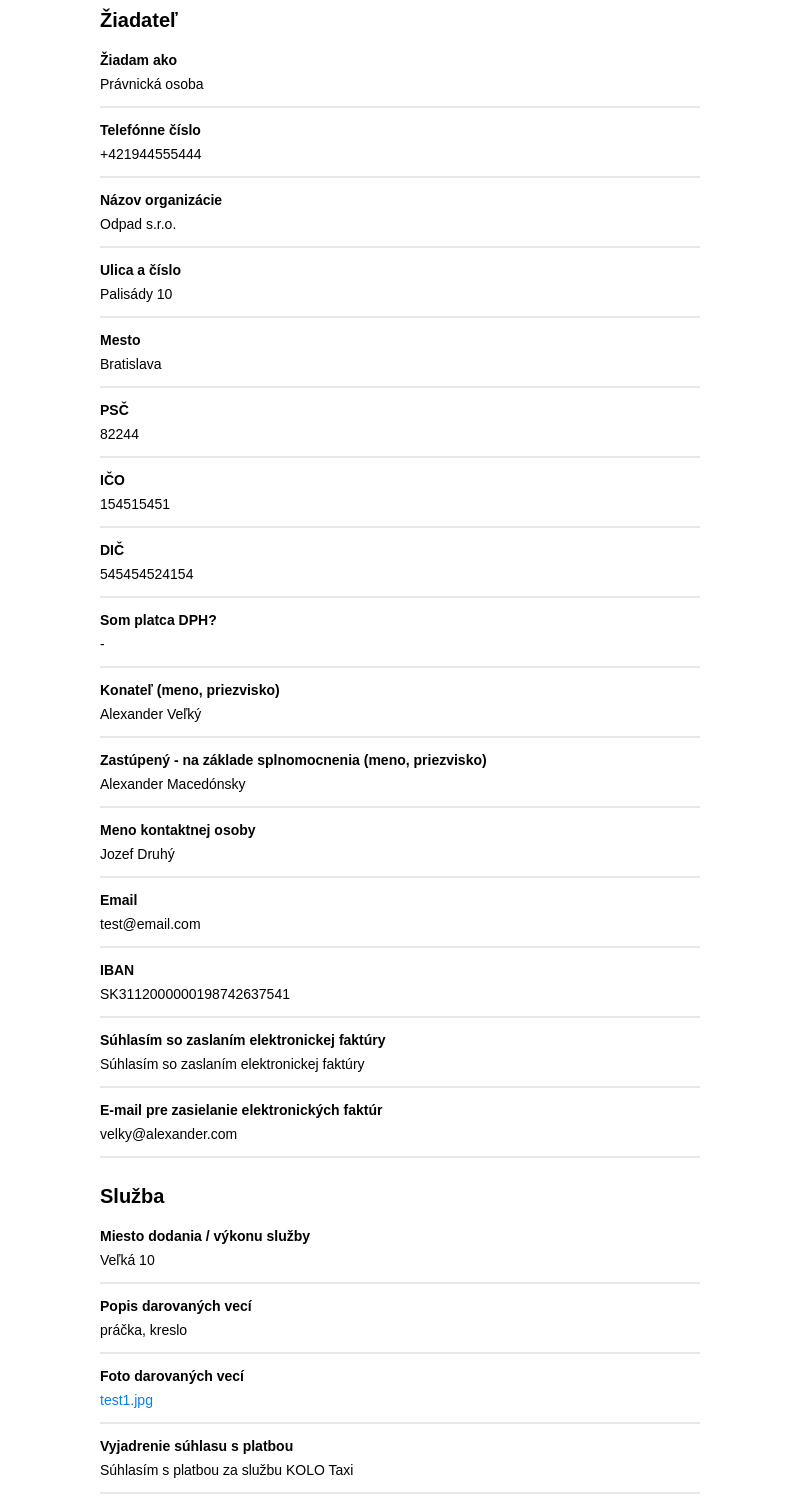 Žiadateľ
Žiadam ako
Právnická osoba
Telefónne číslo
+421944555444
Názov organizácie
Odpad s.r.o.
Ulica a číslo
Palisády 10
Mesto
Bratislava
PSČ
82244
IČO
154515451
DIČ
545454524154
Som platca DPH?
-
Konateľ (meno, priezvisko)
Alexander Veľký
Zastúpený - na základe splnomocnenia (meno, priezvisko)
Alexander Macedónsky
Meno kontaktnej osoby
Jozef Druhý
Email
test@email.com
IBAN
SK3112000000198742637541
Súhlasím so zaslaním elektronickej faktúry
Súhlasím so zaslaním elektronickej faktúry
E-mail pre zasielanie elektronických faktúr
velky@alexander.com
Služba
Miesto dodania / výkonu služby
Veľká 10
Popis darovaných vecí
práčka, kreslo
Foto darovaných vecí
test1.jpg
Vyjadrenie súhlasu s platbou
Súhlasím s platbou za službu KOLO Taxi